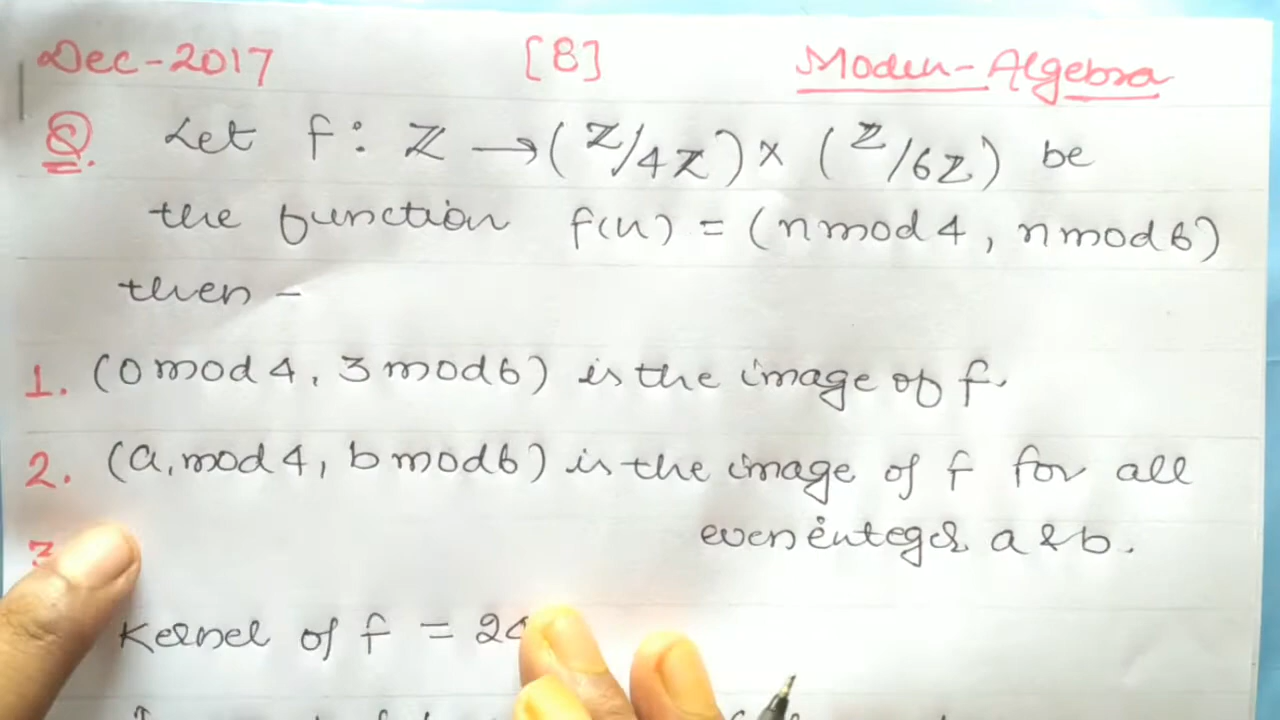 Dec-2017 [8] Modern-Algebra
Q. Let f: Z → (Z/4Z) × (Z/6Z) be
the function f(n) = (n mod 4, n mod 6)
then -
1. (0 mod 4, 3 mod 6) is the image of f.
2. (a, mod 4, b mod 6) is the image of f for all
even integer a & b.
3
Kernel of f = 2